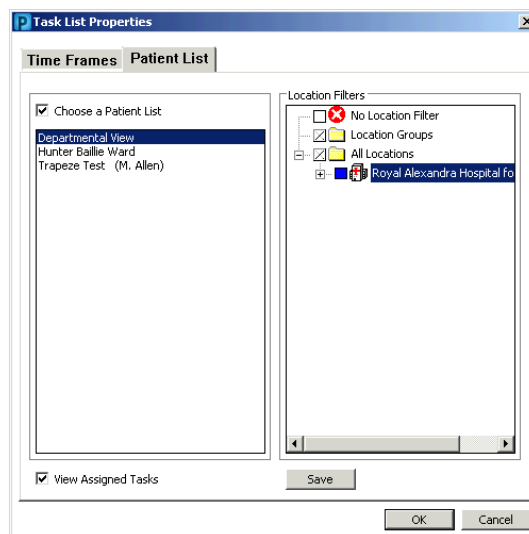 Task List Properties
Time Frames
Patient List
Choose a Patient List
Departmental View
Hunter Baillie Ward
Trapeze Test (M. Allen)
View Assigned Tasks
Location Filters
No Location Filter
Location Groups
All Locations
Royal Alexandra Hospital fo
Save
OK
Cancel